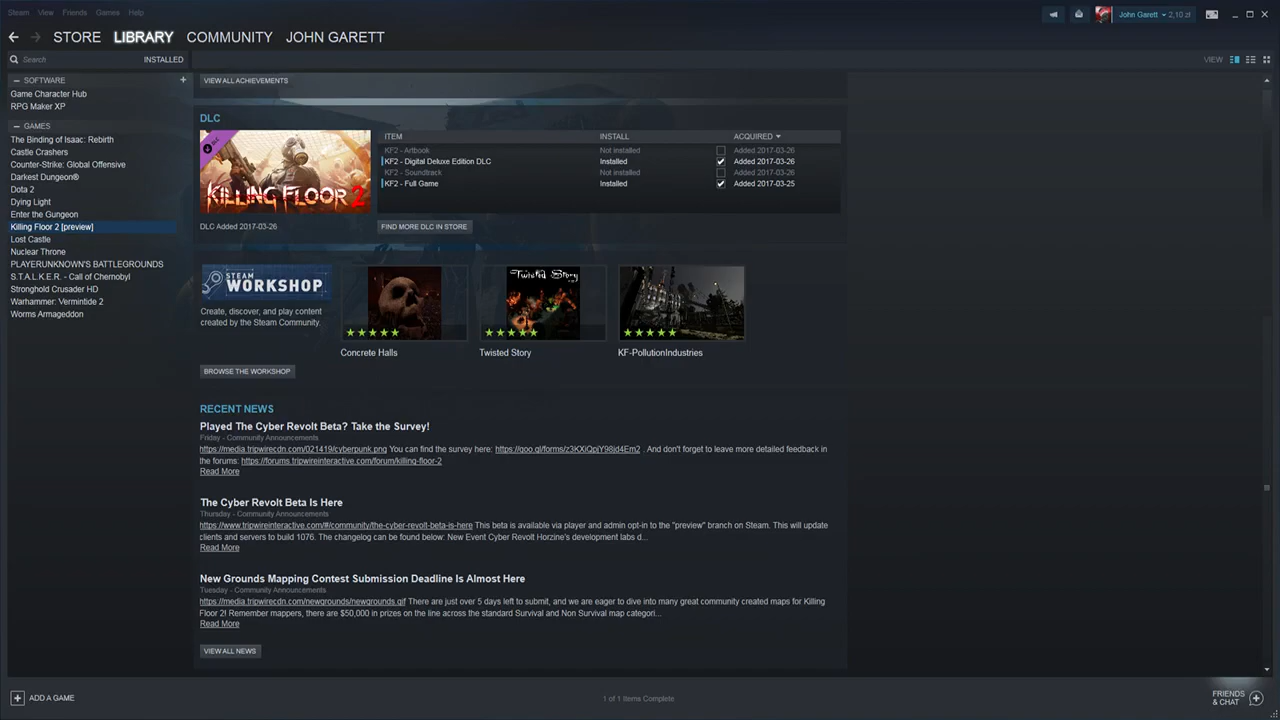 Steam View Friends Games Help
John Garett 2,10 zł
STORE LIBRARY COMMUNITY JOHN GARETT
Search INSTALLED
VIEW
SOFTWARE
Game Character Hub
RPG Maker XP
GAMES
The Binding of Isaac: Rebirth
Castle Crashers
Counter-Strike: Global Offensive
Darkest Dungeon®
Dota 2
Dying Light
Enter the Gungeon
Killing Floor 2 [preview]
Lost Castle
Nuclear Throne
PLAYERUNKNOWN'S BATTLEGROUNDS
S.T.A.L.K.E.R. - Call of Chernobyl
Stronghold Crusader HD
Warhammer: Vermintide 2
Worms Armageddon
VIEW ALL ACHIEVEMENTS
DLC
DLC
KILLING FLOOR 2
ITEM INSTALL ACQUIRED
KF2 - Artbook Not installed Added 2017-03-26
KF2 - Digital Deluxe Edition DLC Installed Added 2017-03-26
KF2 - Soundtrack Not installed Added 2017-03-26
KF2 - Full Game Installed Added 2017-03-25
DLC Added 2017-03-26
FIND MORE DLC IN STORE
STEAM
WORKSHOP
Create, discover, and play content
created by the Steam Community.
Twisted Story
Concrete Halls
Twisted Story
KF-PollutionIndustries
BROWSE THE WORKSHOP
RECENT NEWS
Played The Cyber Revolt Beta? Take the Survey!
Friday - Community Announcements
https://media.tripwirecdn.com/021419/cyberpunk.png You can find the survey here: https://goo.gl/forms/z3KXiQpjY98jd4Em2 . And don't forget to leave more detailed feedback in
the forums: https://forums.tripwireinteractive.com/forum/killing-floor-2
Read More
The Cyber Revolt Beta Is Here
Thursday - Community Announcements
https://www.tripwireinteractive.com/#/community/the-cyber-revolt-beta-is-here This beta is available via player and admin opt-in to the "preview" branch on Steam. This will update
clients and servers to build 1076. The changelog can be found below: New Event Cyber Revolt Horzine's development labs d...
Read More
New Grounds Mapping Contest Submission Deadline Is Almost Here
Tuesday - Community Announcements
https://media.tripwirecdn.com/newgrounds/newgrounds.gif There are just over 5 days left to submit, and we are eager to dive into many great community created maps for Killing
Floor 2! Remember mappers, there are $50,000 in prizes on the line across the standard Survival and Non Survival map categori...
Read More
VIEW ALL NEWS
ADD A GAME
1 of 1 Items Complete
FRIENDS
& CHAT